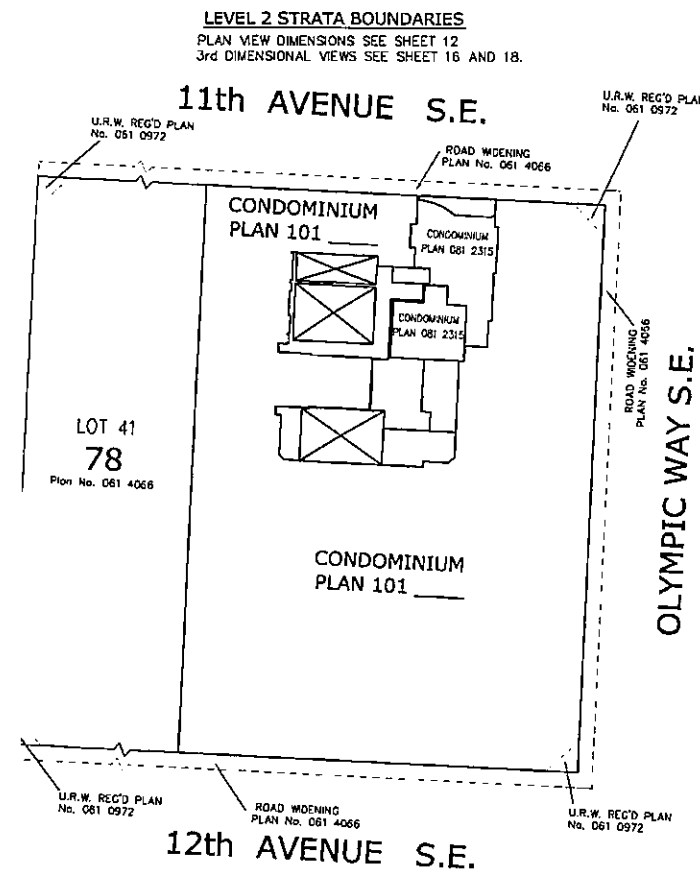 LEVEL 2 STRATA BOUNDARIES
PLAN VIEW DIMENSIONS SEE SHEET 12
3rd DIMENSIONAL VIEWS SEE SHEET 16 AND 18.
11th AVENUE S.E.
U.R.W. REG'D PLAN
No. 061 0972
U.R.W. REG'D PLAN
No. 061 0972
ROAD WIDENING
PLAN No. 061 4066
CONDOMINIUM
PLAN 101 ____
CONDOMINIUM
PLAN 081 2315
CONDOMINIUM
PLAN 081 2315
ROAD WIDENING
PLAN No. 061 4066
OLYMPIC WAY S.E.
LOT 41
78
Plan No. 061 4066
CONDOMINIUM
PLAN 101 ____
U.R.W. REG'D PLAN
No. 061 0972
ROAD WIDENING
PLAN No. 061 4066
U.R.W. REG'D PLAN
No. 061 0972
12th AVENUE S.E.